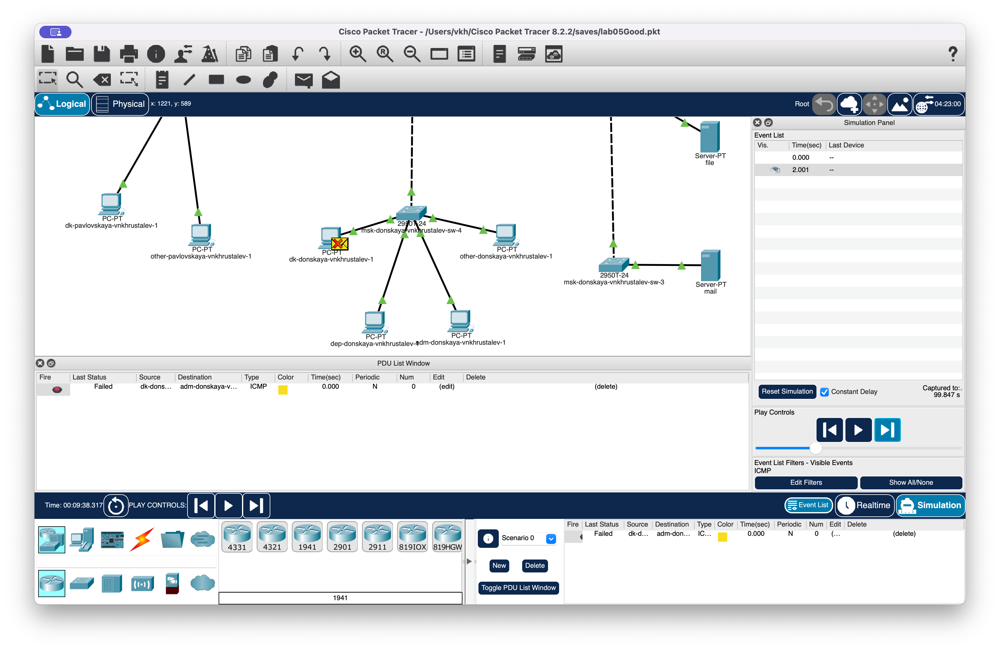 Cisco Packet Tracer - /Users/vkh/Cisco Packet Tracer 8.2.2/saves/lab05Good.pkt
Logical
Physical
x: 1221, y: 589
Root
04:23:00
PC-PT
dk-pavlovskaya-vnkhrustalev-1
PC-PT
other-pavlovskaya-vnkhrustalev-1
2950T-24
msk-donskaya-vnkhrustalev-sw-4
PC-PT
dk-donskaya-vnkhrustalev-1
PC-PT
other-donskaya-vnkhrustalev-1
PC-PT
dep-donskaya-vnkhrustalev-1
PC-PT
adm-donskaya-vnkhrustalev-1
Server-PT
file
2950T-24
msk-donskaya-vnkhrustalev-sw-3
Server-PT
mail
Simulation Panel
Event List
Vis. Time(sec) Last Device
0.000 --
2.001 --
Reset Simulation
Constant Delay
Captured to:
99.847 s
Play Controls
Event List Filters - Visible Events
ICMP
Edit Filters
Show All/None
PDU List Window
Fire Last Status Source Destination Type Color Time(sec) Periodic Num Edit Delete
Failed dk-dons... adm-donskaya-v... ICMP 0.000 N 0 (edit) (delete)
Time: 00:09:38.317
PLAY CONTROLS:
Event List
Realtime
Simulation
4331
4321
1941
2901
2911
819IOX
819HGW
1941
Scenario 0
New
Delete
Toggle PDU List Window
Fire Last Status Source Destination Type Color Time(sec) Periodic Num Edit Delete
Failed dk-d... adm-don... IC... 0.000 N 0 (... (delete)